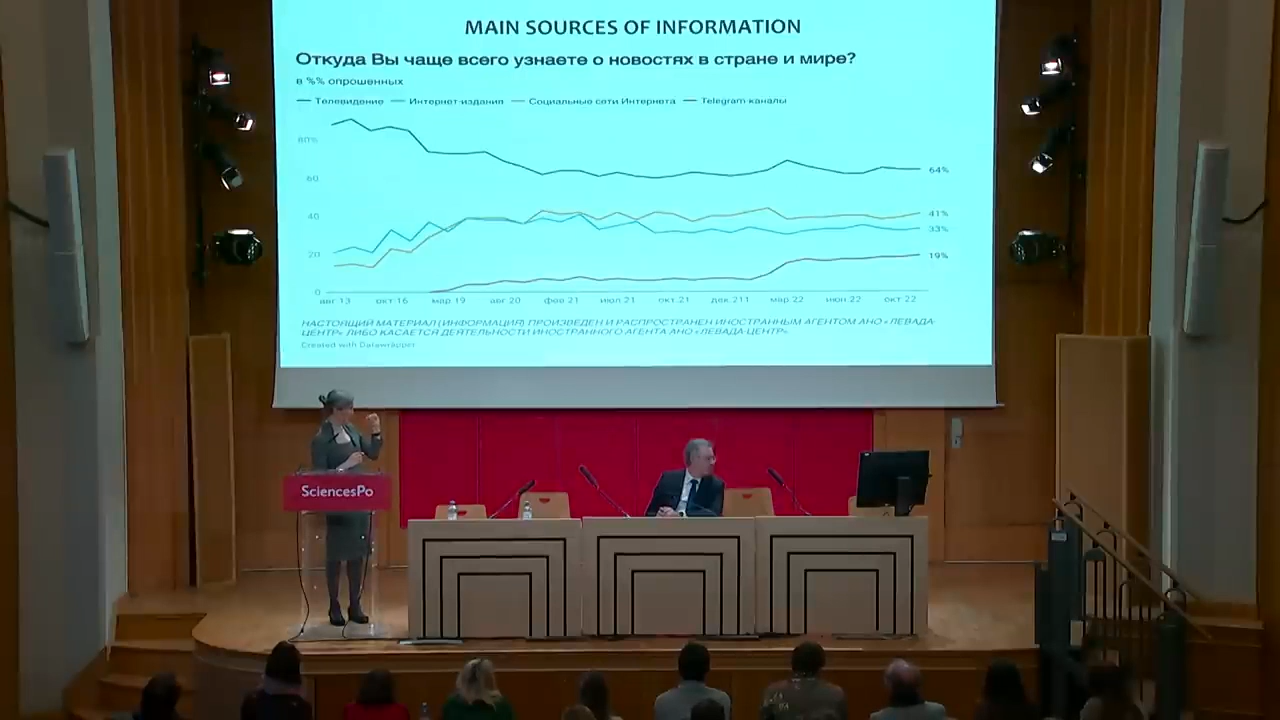 MAIN SOURCES OF INFORMATION
Откуда Вы чаще всего узнаете о новостях в стране и мире?
в %% опрошенных
Телевидение Интернет-издания Социальные сети Интернета Telegram-каналы
80%
60
40
20
0
64%
41%
33%
19%
авг 13 окт.16 мар.19 авг 20 фев 21 июл.21 окт.21 дек.211 мар.22 июн 22 окт 22
НАСТОЯЩИЙ МАТЕРИАЛ (ИНФОРМАЦИЯ) ПРОИЗВЕДЕН И РАСПРОСТРАНЕН ИНОСТРАННЫМ АГЕНТОМ АНО «ЛЕВАДА-
ЦЕНТР» ЛИБО КАСАЕТСЯ ДЕЯТЕЛЬНОСТИ ИНОСТРАННОГО АГЕНТА АНО «ЛЕВАДА-ЦЕНТР»
Created with Datawrapper
SciencesPo